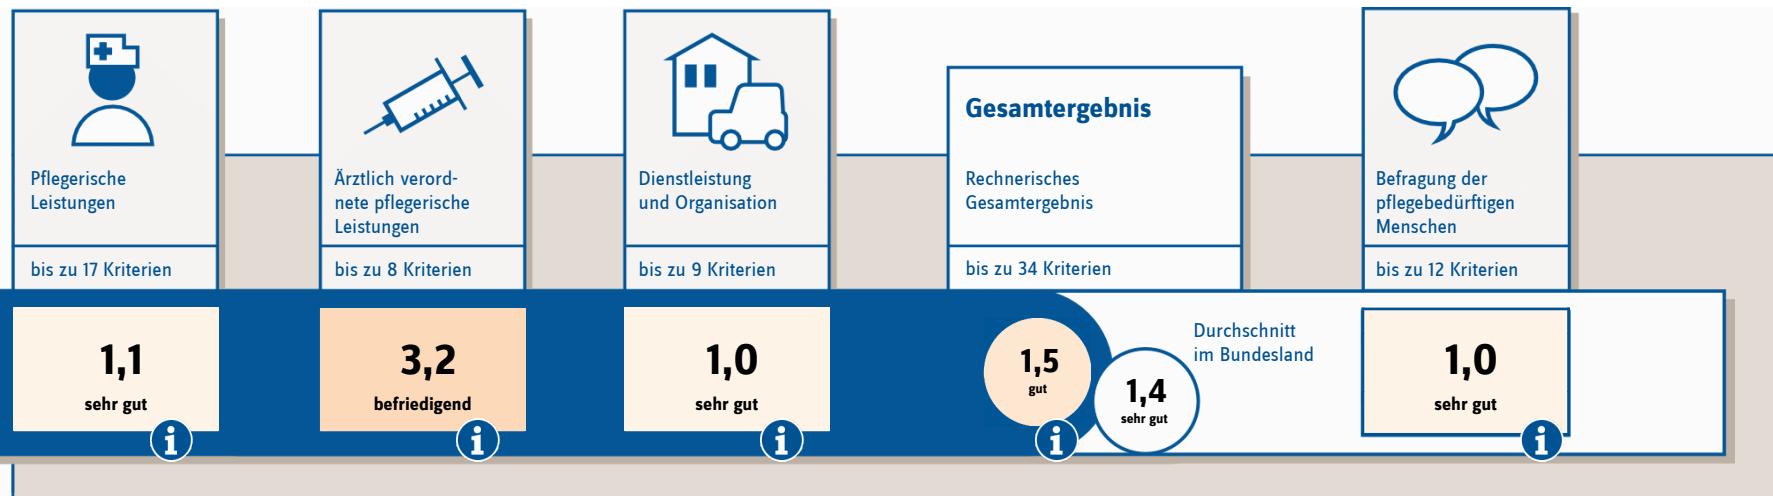 Pflegerische
Leistungen
bis zu 17 Kriterien
1,1
sehr gut
i
Ärztlich verord-
nete pflegerische
Leistungen
bis zu 8 Kriterien
3,2
befriedigend
i
Dienstleistung
und Organisation
bis zu 9 Kriterien
1,0
sehr gut
i
Gesamtergebnis
Rechnerisches
Gesamtergebnis
bis zu 34 Kriterien
1,5
gut
i
Durchschnitt
im Bundesland
1,4
sehr gut
Befragung der
pflegebedürftigen
Menschen
bis zu 12 Kriterien
1,0
sehr gut
i